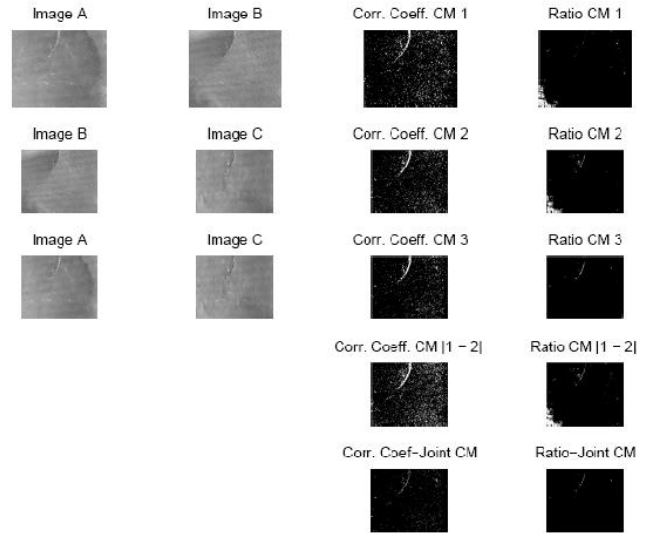 Image A Image B Corr. Coeff. CM 1 Ratio CM 1
Image B Image C Corr. Coeff. CM 2 Ratio CM 2
Image A Image C Corr. Coeff. CM 3 Ratio CM 3
Corr. Coeff. CM |1 − 2| Ratio CM |1 − 2|
Corr. Coef−Joint CM Ratio−Joint CM